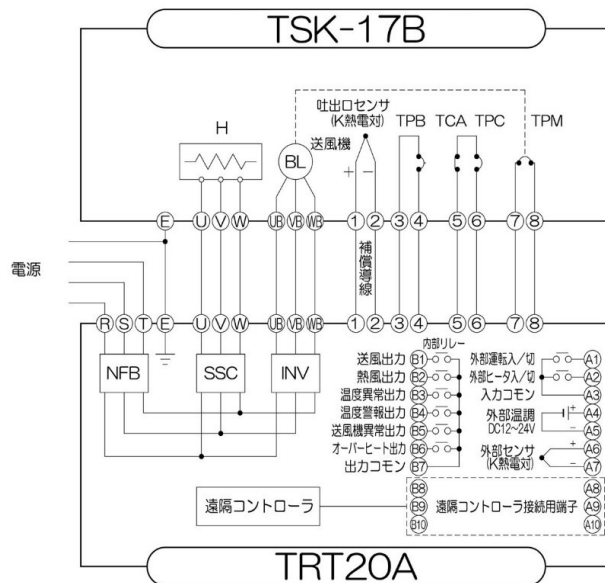 TSK-17B
吐出口センサ
(K熱電対)
TPB
TCA
TPC
TPM
H
送風機
BL
+
−
E
U
V
W
UB
VB
WB
1
2
3
4
5
6
7
8
電源
補償導線
R
S
T
E
U
V
W
UB
VB
WB
1
2
3
4
5
6
7
8
NFB
SSC
INV
内部リレー
送風出力 B1
熱風出力 B2
温度異常出力 B3
温度警報出力 B4
送風機異常出力 B5
オーバーヒート出力 B6
出力コモン B7
外部運転入/切 A1
外部ヒータ入/切 A2
入力コモン A3
外部温調 + A4
DC12~24V − A5
外部センサ + A6
(K熱電対) − A7
遠隔コントローラ
B8
B9
B10
遠隔コントローラ接続用端子
A8
A9
A10
TRT20A